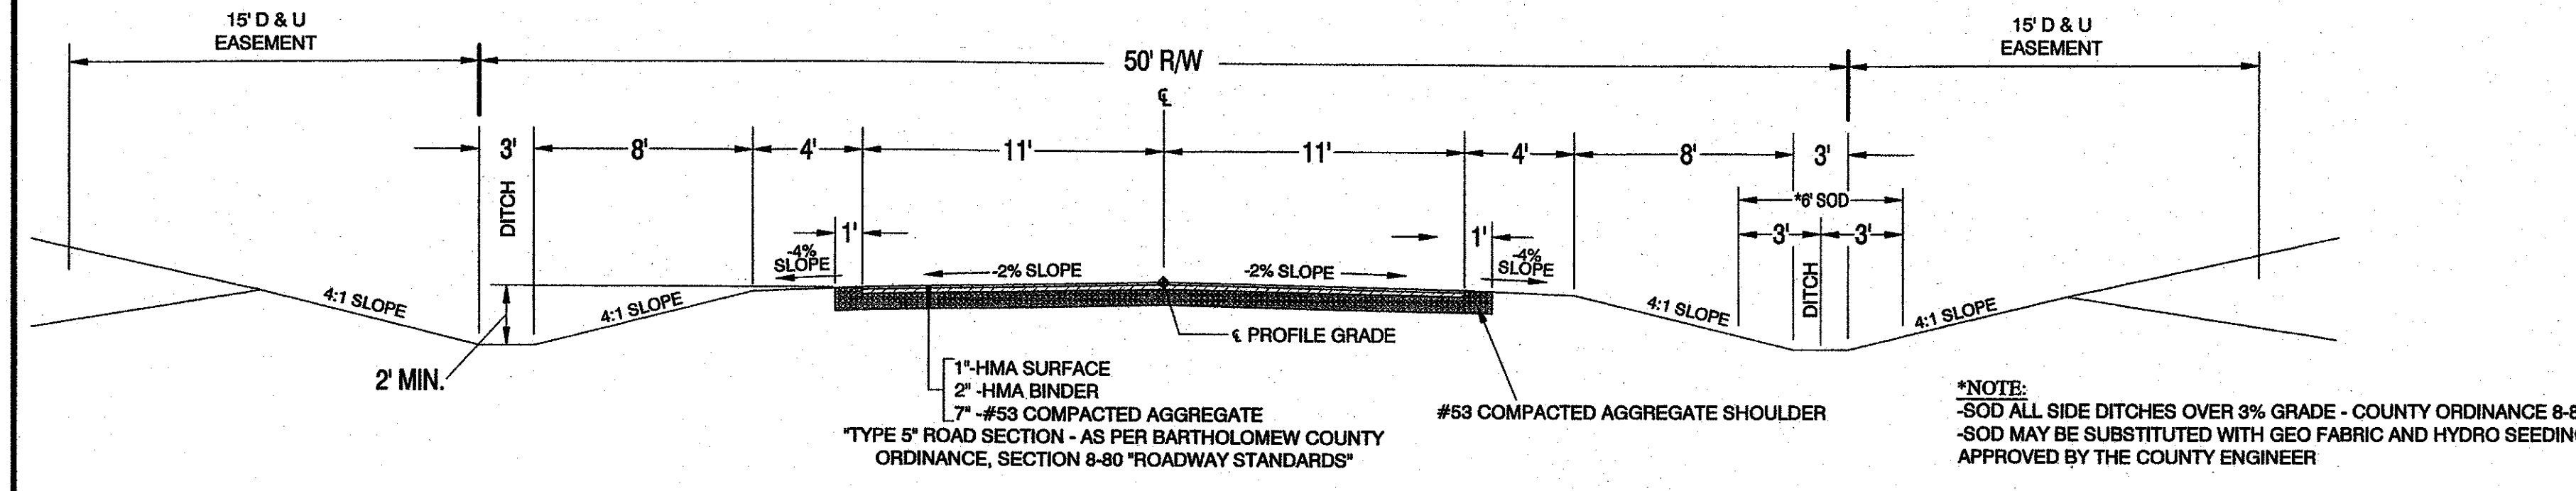 15' D & U
EASEMENT
15' D & U
EASEMENT
50' R/W
℄
3'
8'
4'
11'
11'
4'
8'
3'
*6' SOD
DITCH
1'
1'
3'
3'
-4%
SLOPE
-2% SLOPE
-2% SLOPE
-4%
SLOPE
DITCH
4:1 SLOPE
4:1 SLOPE
4:1 SLOPE
4:1 SLOPE
℄ PROFILE GRADE
2' MIN.
1"-HMA SURFACE
2" -HMA BINDER
7" -#53 COMPACTED AGGREGATE
"TYPE 5" ROAD SECTION - AS PER BARTHOLOMEW COUNTY
ORDINANCE, SECTION 8-80 "ROADWAY STANDARDS"
#53 COMPACTED AGGREGATE SHOULDER
*NOTE:
-SOD ALL SIDE DITCHES OVER 3% GRADE - COUNTY ORDINANCE
-SOD MAY BE SUBSTITUTED WITH GEO FABRIC AND HYDRO
APPROVED BY THE COUNTY ENGINEER